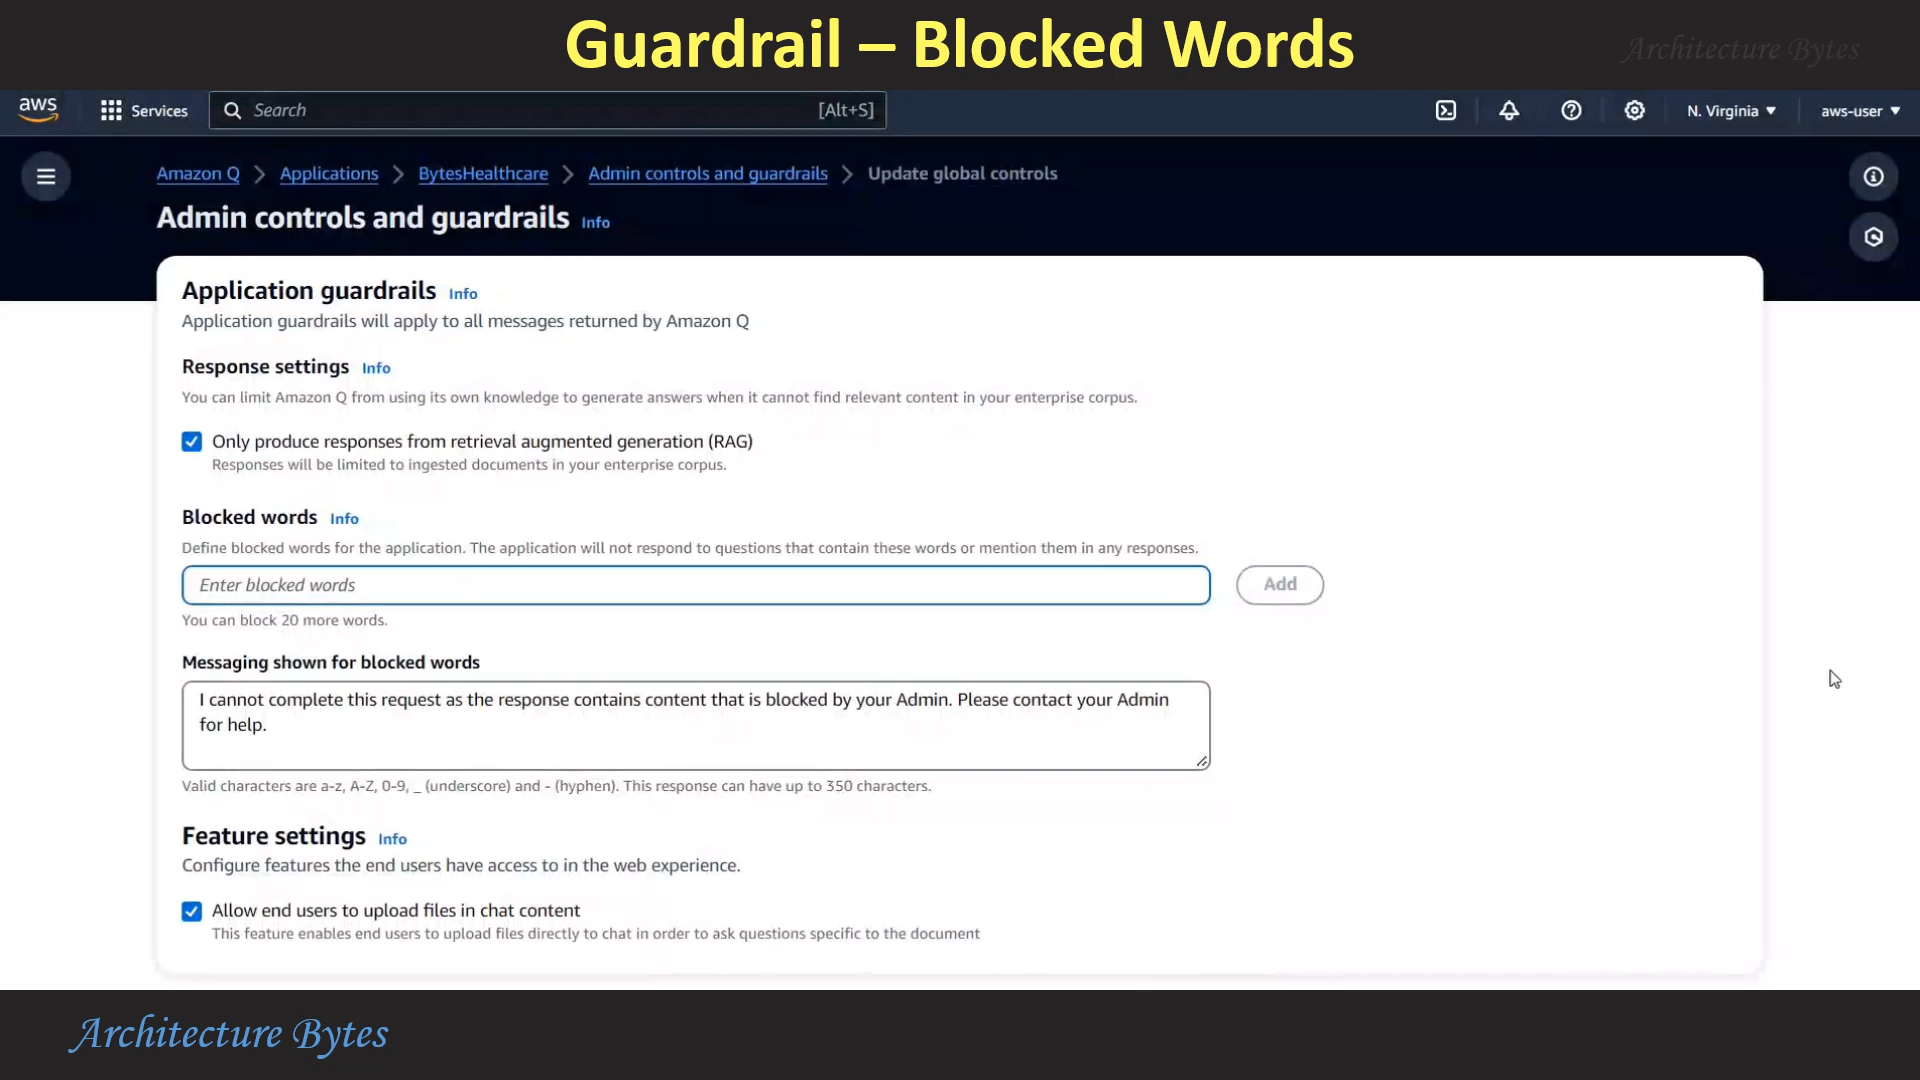 Guardrail – Blocked Words
Architecture Bytes
aws
Services
Search
[Alt+S]
N. Virginia
aws-user
Amazon Q > Applications > BytesHealthcare > Admin controls and guardrails > Update global controls
Admin controls and guardrails Info
Application guardrails Info
Application guardrails will apply to all messages returned by Amazon Q
Response settings Info
You can limit Amazon Q from using its own knowledge to generate answers when it cannot find relevant content in your enterprise corpus.
Only produce responses from retrieval augmented generation (RAG)
Responses will be limited to ingested documents in your enterprise corpus.
Blocked words Info
Define blocked words for the application. The application will not respond to questions that contain these words or mention them in any responses.
Enter blocked words
Add
You can block 20 more words.
Messaging shown for blocked words
I cannot complete this request as the response contains content that is blocked by your Admin. Please contact your Admin
for help.
Valid characters are a-z, A-Z, 0-9, _ (underscore) and - (hyphen). This response can have up to 350 characters.
Feature settings Info
Configure features the end users have access to in the web experience.
Allow end users to upload files in chat content
This feature enables end users to upload files directly to chat in order to ask questions specific to the document
Architecture Bytes